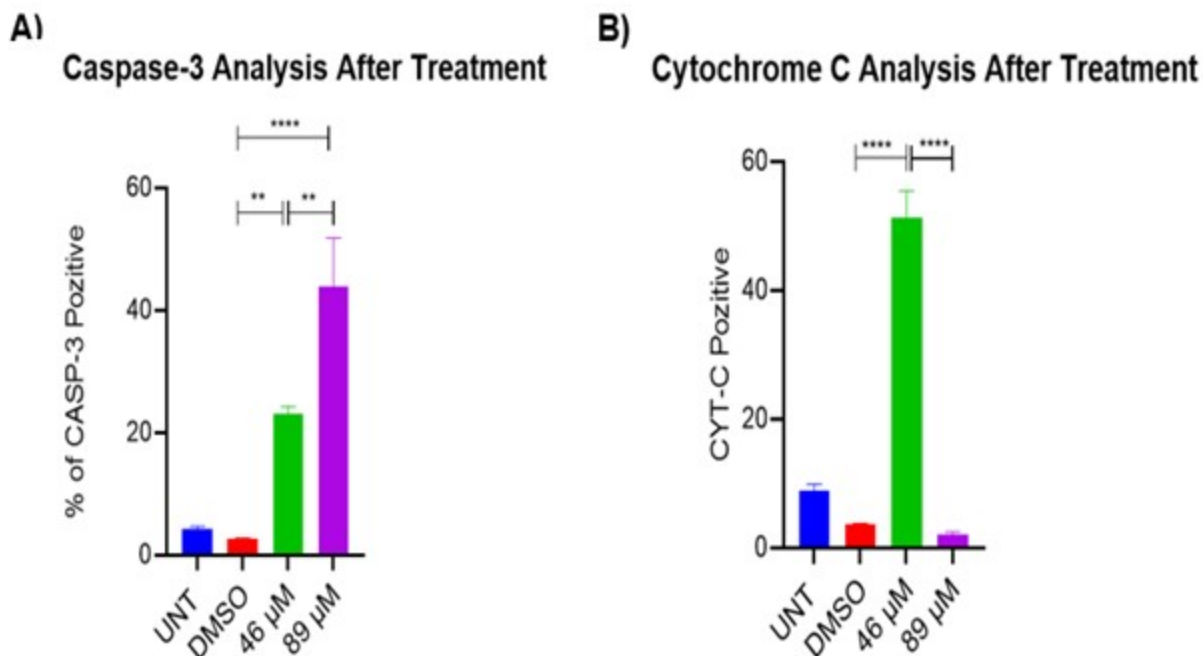 A)
Caspase-3 Analysis After Treatment
****
** **
% of CASP-3 Pozitive
60
40
20
0
UNT
DMSO
46 µM
89 µM
B)
Cytochrome C Analysis After Treatment
**** ****
CYT-C Pozitive
60
40
20
0
UNT
DMSO
46 µM
89 µM